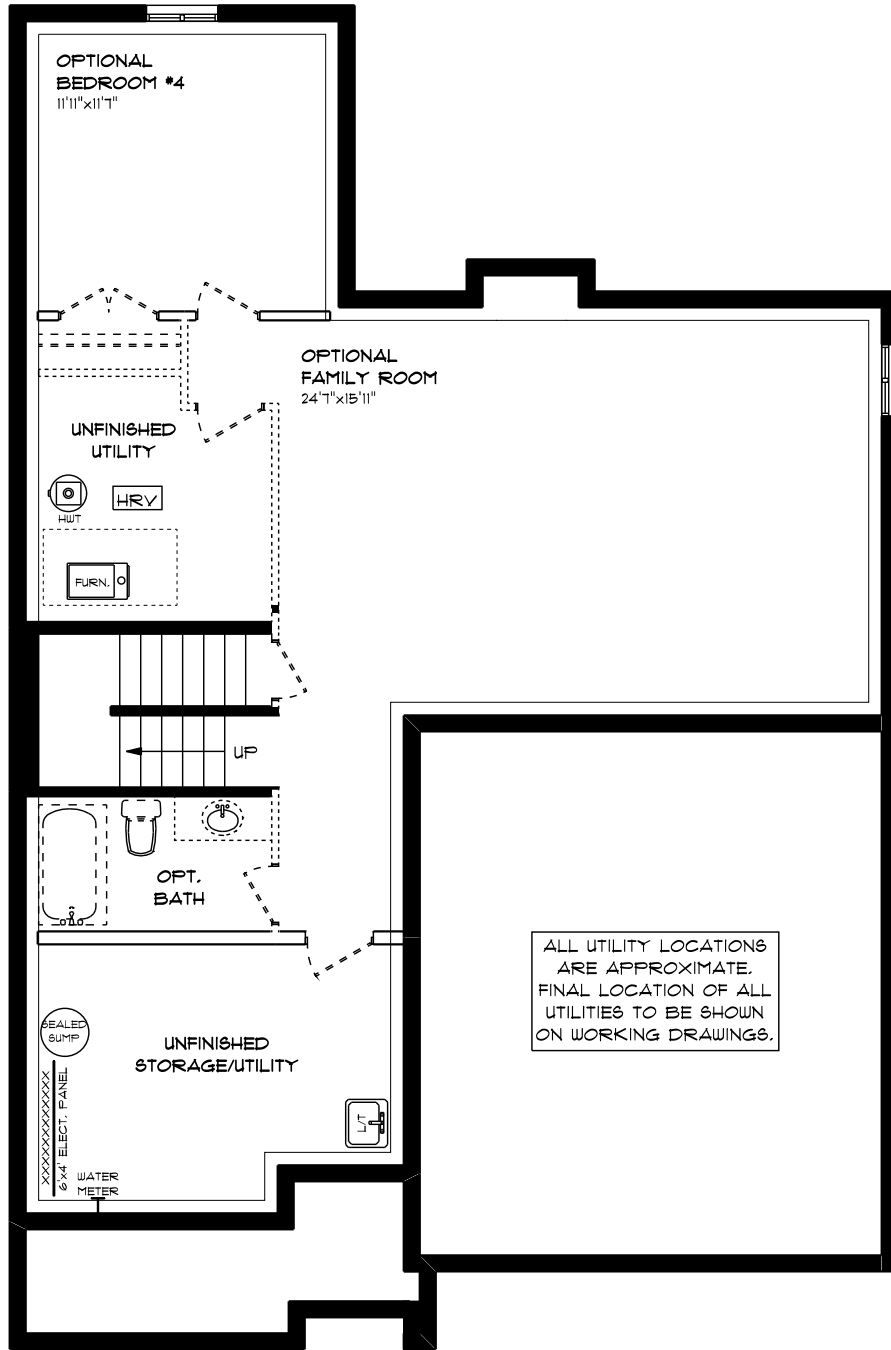 OPTIONAL
BEDROOM #4
11'11"x11'7"
OPTIONAL
FAMILY ROOM
24'7"x15'11"
UNFINISHED
UTILITY
HWT
HRV
FURN.
UP
OPT.
BATH
ALL UTILITY LOCATIONS
ARE APPROXIMATE.
FINAL LOCATION OF ALL
UTILITIES TO BE SHOWN
ON WORKING DRAWINGS.
SEALED
SUMP
UNFINISHED
STORAGE/UTILITY
L/T
XXXXXXXXXXXXX
6'x4' ELECT. PANEL
WATER
METER